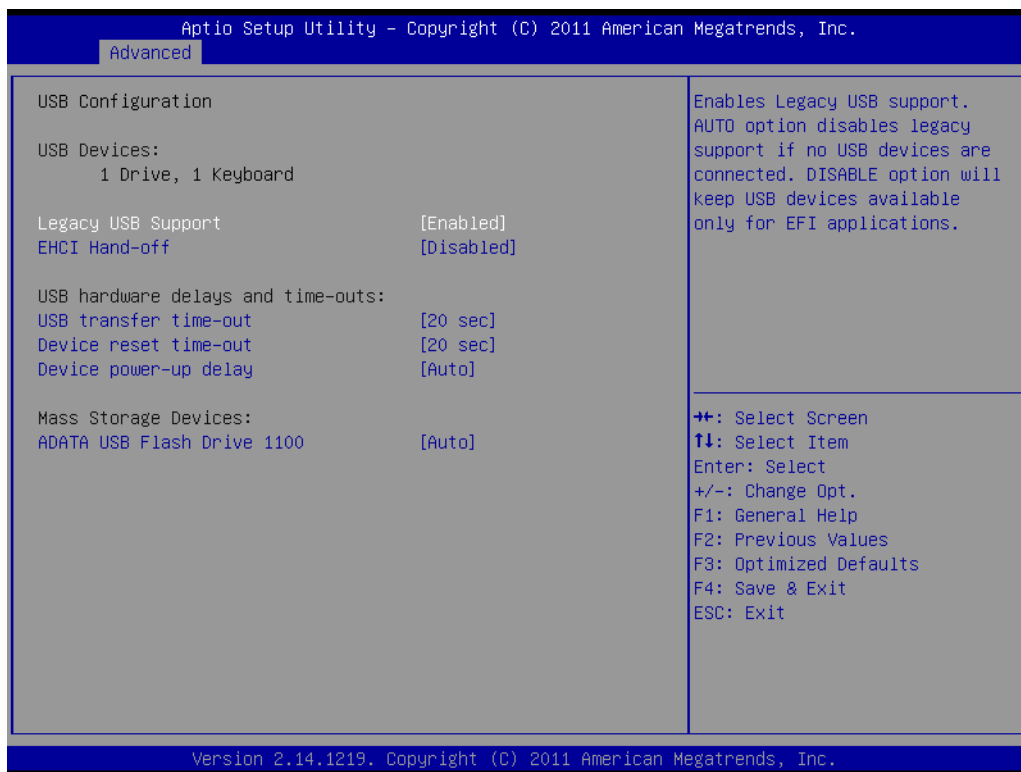 Aptio Setup Utility – Copyright (C) 2011 American Megatrends, Inc.
Advanced
USB Configuration
USB Devices:
1 Drive, 1 Keyboard
Legacy USB Support [Enabled]
EHCI Hand-off [Disabled]
USB hardware delays and time-outs:
USB transfer time-out [20 sec]
Device reset time-out [20 sec]
Device power-up delay [Auto]
Mass Storage Devices:
ADATA USB Flash Drive 1100 [Auto]
Enables Legacy USB support.
AUTO option disables legacy
support if no USB devices are
connected. DISABLE option will
keep USB devices available
only for EFI applications.
→←: Select Screen
↑↓: Select Item
Enter: Select
+/-: Change Opt.
F1: General Help
F2: Previous Values
F3: Optimized Defaults
F4: Save & Exit
ESC: Exit
Version 2.14.1219. Copyright (C) 2011 American Megatrends, Inc.